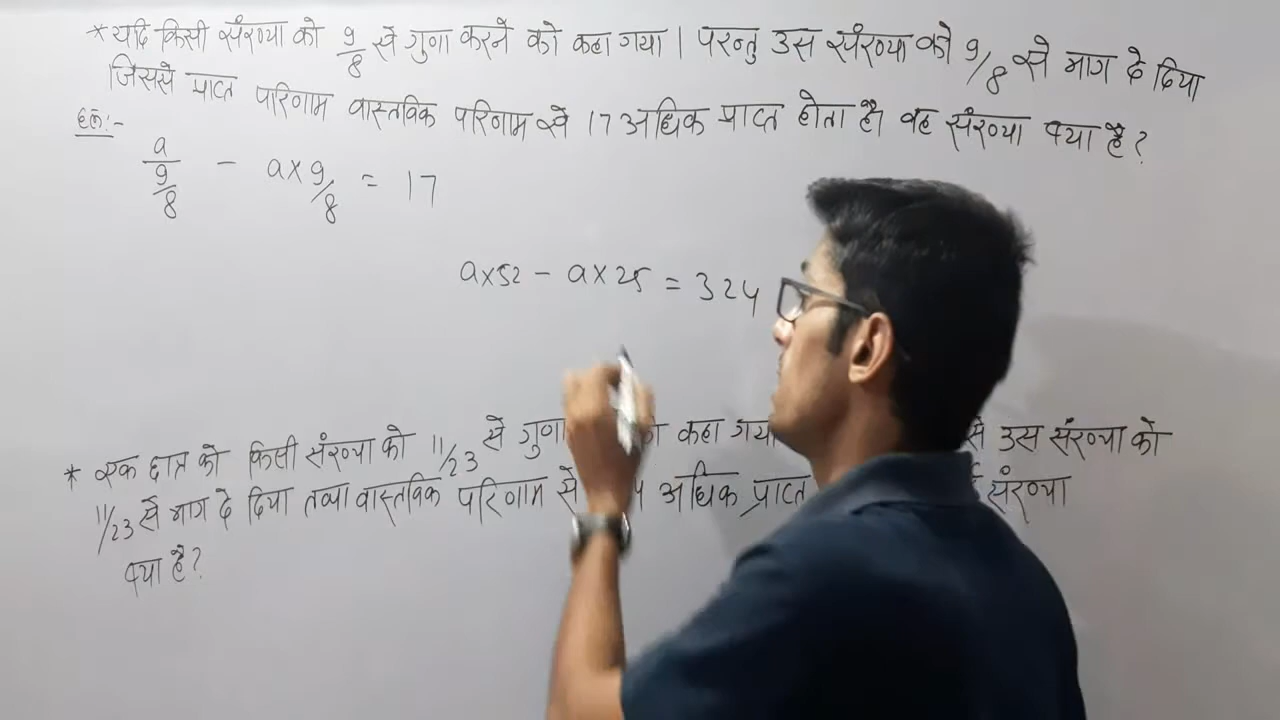 * यदि किसी संख्या को 9/8 से गुणा करने को कहा गया। परन्तु उस संख्या को 9/8 से भाग दे दिया
जिससे प्राप्त परिणाम वास्तविक परिणाम से 17 अधिक प्राप्त होता है। वह संख्या क्या है?
हल:-
a/(9/8) - a×9/8 = 17
a×52 - a×25 = 324
* एक छात्र को किसी संख्या को 11/23 से गुणा कहा गया उस संख्या को
11/23 से भाग दे दिया तथा वास्तविक परिणाम से अधिक प्राप्त संख्या
क्या है?